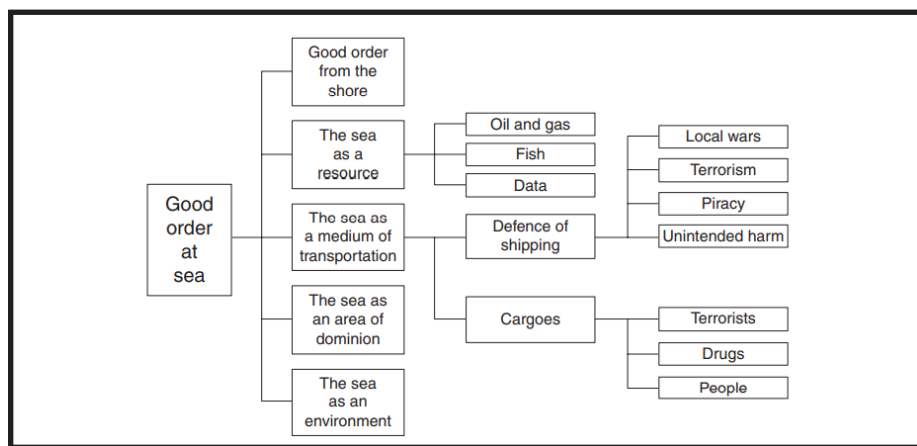 Good
order
at
sea
Good order
from the
shore
The sea
as a
resource
The sea as
a medium of
transportation
The sea as
an area of
dominion
The sea
as an
environment
Oil and gas
Fish
Data
Defence of
shipping
Cargoes
Local wars
Terrorism
Piracy
Unintended harm
Terrorists
Drugs
People